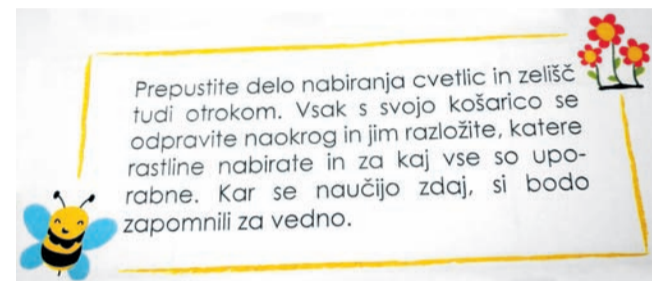 Prepustite delo nabiranja cvetlic in zelišč
tudi otrokom. Vsak s svojo košarico se
odpravite naokrog in jim razložite, katere
rastline nabirate in za kaj vse so upo-
rabne. Kar se naučijo zdaj, si bodo
zapomnili za vedno.